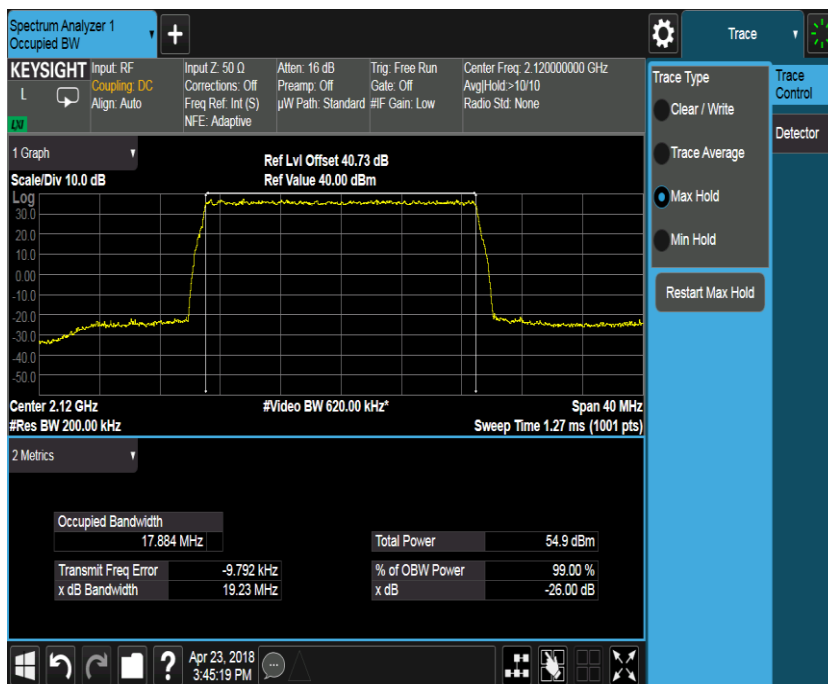 Spectrum Analyzer 1
Occupied BW
+
Trace
KEYSIGHT
L
LXI
Input: RF
Coupling: DC
Align: Auto
Input Z: 50 Ω
Corrections: Off
Freq Ref: Int (S)
NFE: Adaptive
Atten: 16 dB
Preamp: Off
µW Path: Standard
Trig: Free Run
Gate: Off
#IF Gain: Low
Center Freq: 2.120000000 GHz
Avg|Hold:>10/10
Radio Std: None
Trace Type
Clear / Write
Trace Average
Max Hold
Min Hold
Restart Max Hold
Trace Control
Detector
1 Graph
Scale/Div 10.0 dB
Ref Lvl Offset 40.73 dB
Ref Value 40.00 dBm
Log
30.0
20.0
10.0
0.00
-10.0
-20.0
-30.0
-40.0
-50.0
Center 2.12 GHz
#Video BW 620.00 kHz*
Span 40 MHz
#Res BW 200.00 kHz
Sweep Time 1.27 ms (1001 pts)
2 Metrics
Occupied Bandwidth
17.884 MHz
Total Power 54.9 dBm
Transmit Freq Error -9.792 kHz
% of OBW Power 99.00 %
x dB Bandwidth 19.23 MHz
x dB -26.00 dB
?
Apr 23, 2018
3:45:19 PM